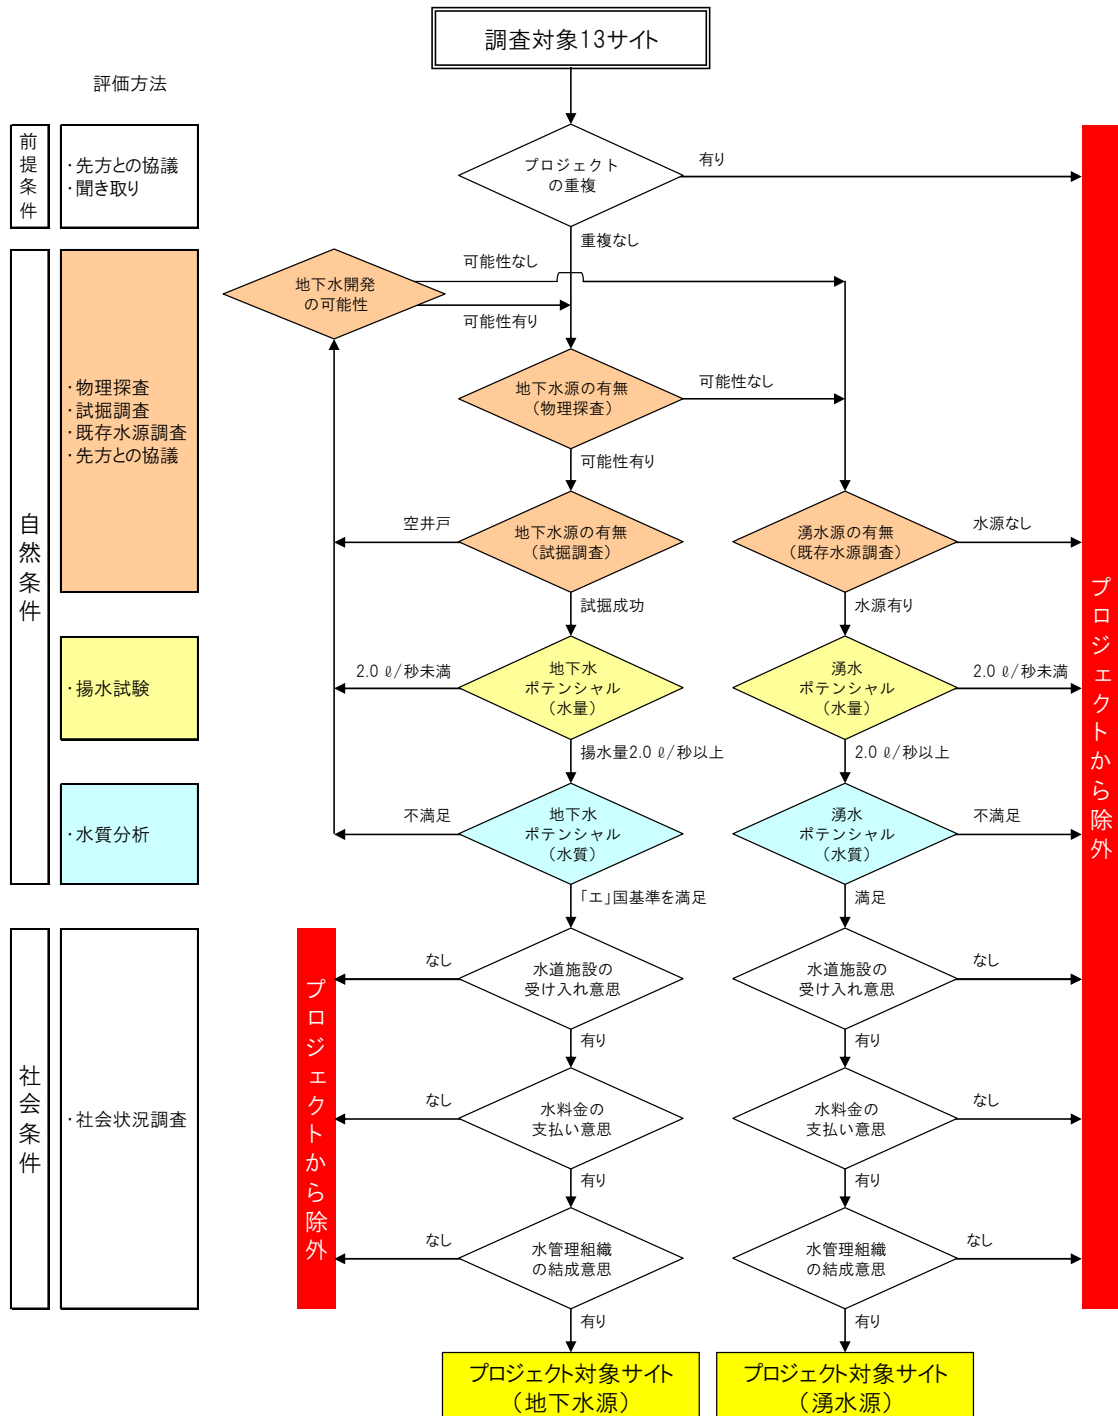 調査対象13サイト
評価方法
前提条件
・先方との協議
・聞き取り
プロジェクト
の重複
有り
重複なし
地下水開発
の可能性
可能性なし
可能性有り
自然条件
・物理探査
・試掘調査
・既存水源調査
・先方との協議
地下水源の有無
(物理探査)
可能性なし
可能性有り
空井戸
地下水源の有無
(試掘調査)
湧水源の有無
(既存水源調査)
水源なし
試掘成功
水源有り
・揚水試験
2.0 ℓ/秒未満
地下水
ポテンシャル
(水量)
湧水
ポテンシャル
(水量)
2.0 ℓ/秒未満
揚水量2.0 ℓ/秒以上
2.0 ℓ/秒以上
・水質分析
不満足
地下水
ポテンシャル
(水質)
湧水
ポテンシャル
(水質)
不満足
「エ」国基準を満足
満足
プロジェクトから除外
社会条件
・社会状況調査
プロジェクトから除外
なし
水道施設の
受け入れ意思
水道施設の
受け入れ意思
なし
有り
有り
なし
水料金の
支払い意思
水料金の
支払い意思
なし
有り
有り
なし
水管理組織
の結成意思
水管理組織
の結成意思
なし
有り
有り
プロジェクト対象サイト
(地下水源)
プロジェクト対象サイト
(湧水源)